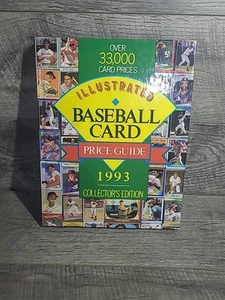 OVER
33,000
CARD PRICES
ILLUSTRATED
BASEBALL
CARD
PRICE GUIDE
1993
COLLECTOR'S EDITION